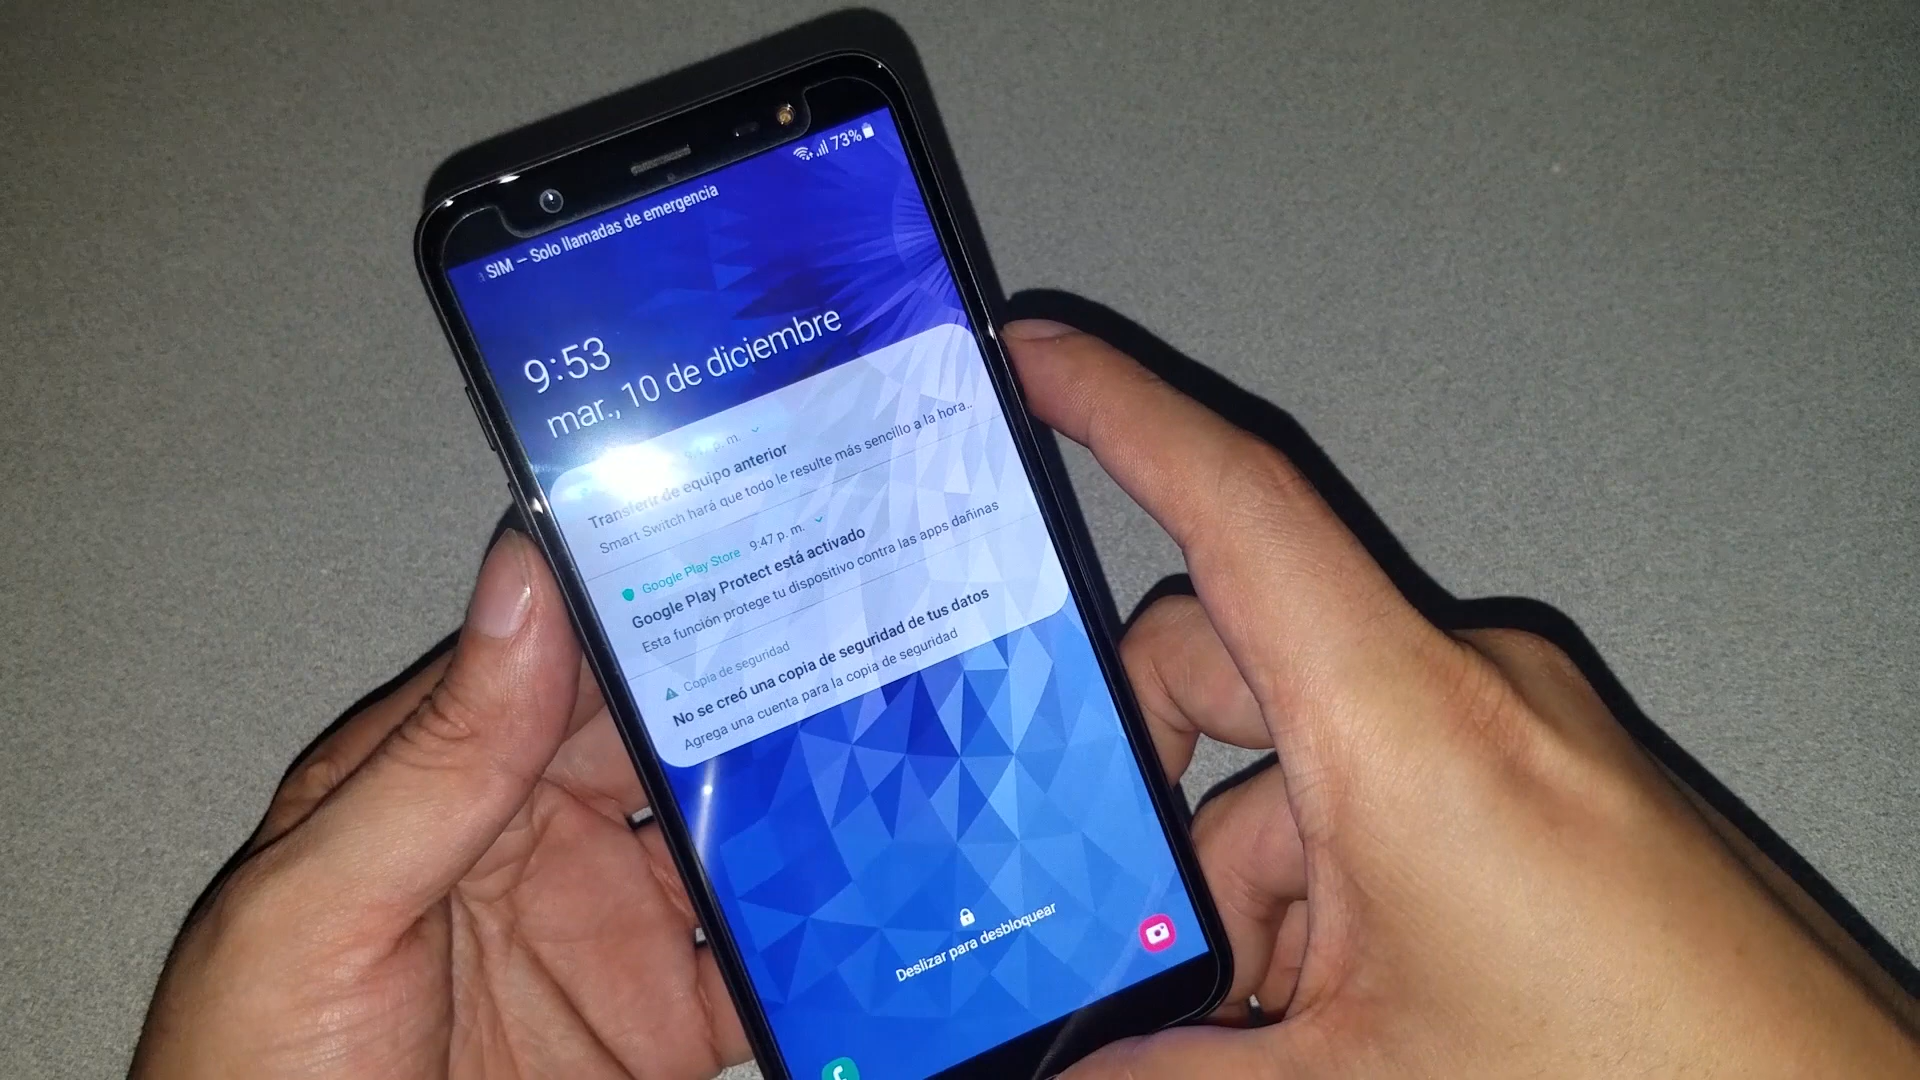 73%
SIM – Solo llamadas de emergencia
9:53
mar., 10 de diciembre
p. m.
Transferir de equipo anterior
Smart Switch hará que todo le resulte más sencillo a la hora..
Google Play Store 9:47 p. m.
Google Play Protect está activado
Esta función protege tu dispositivo contra las apps dañinas
Copia de seguridad
No se creó una copia de seguridad de tus datos
Agrega una cuenta para la copia de seguridad
Deslizar para desbloquear